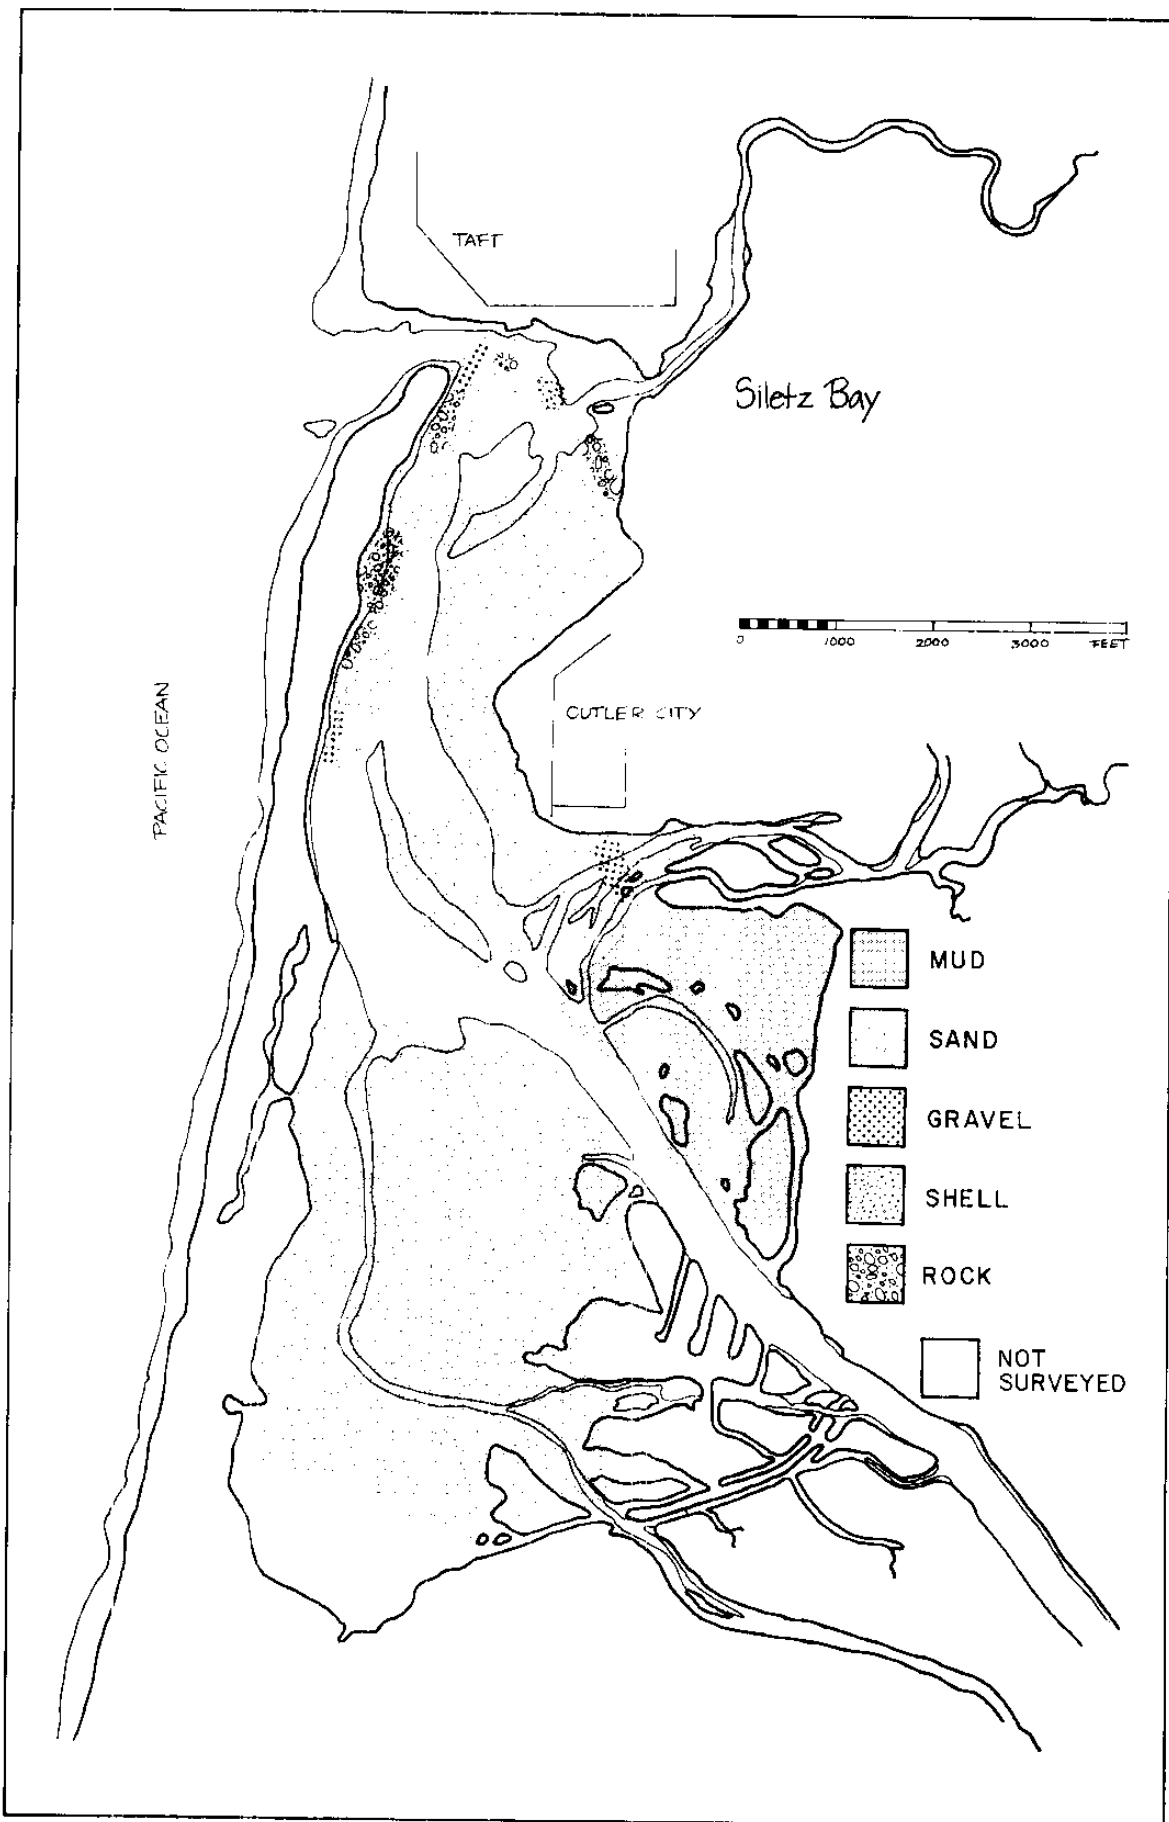 TAFT
Siletz Bay
0 1000 2000 3000 FEET
CUTLER CITY
PACIFIC OCEAN
MUD
SAND
GRAVEL
SHELL
ROCK
NOT
SURVEYED